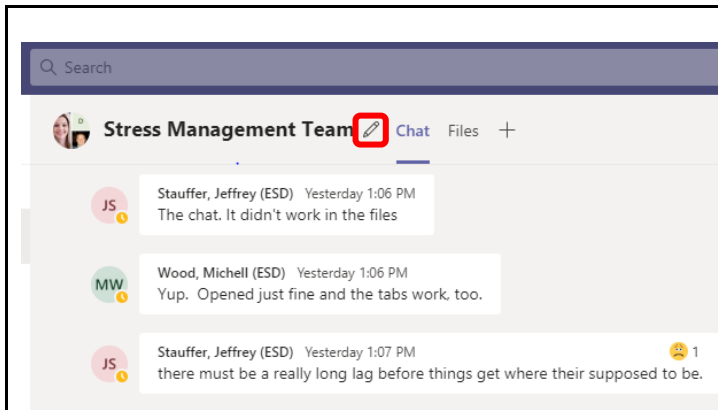 Search
Stress Management Team Chat Files +
Stauffer, Jeffrey (ESD) Yesterday 1:06 PM
JS
The chat. It didn't work in the files
Wood, Michell (ESD) Yesterday 1:06 PM
MW
Yup. Opened just fine and the tabs work, too.
Stauffer, Jeffrey (ESD) Yesterday 1:07 PM 1
JS
there must be a really long lag before things get where their supposed to be.